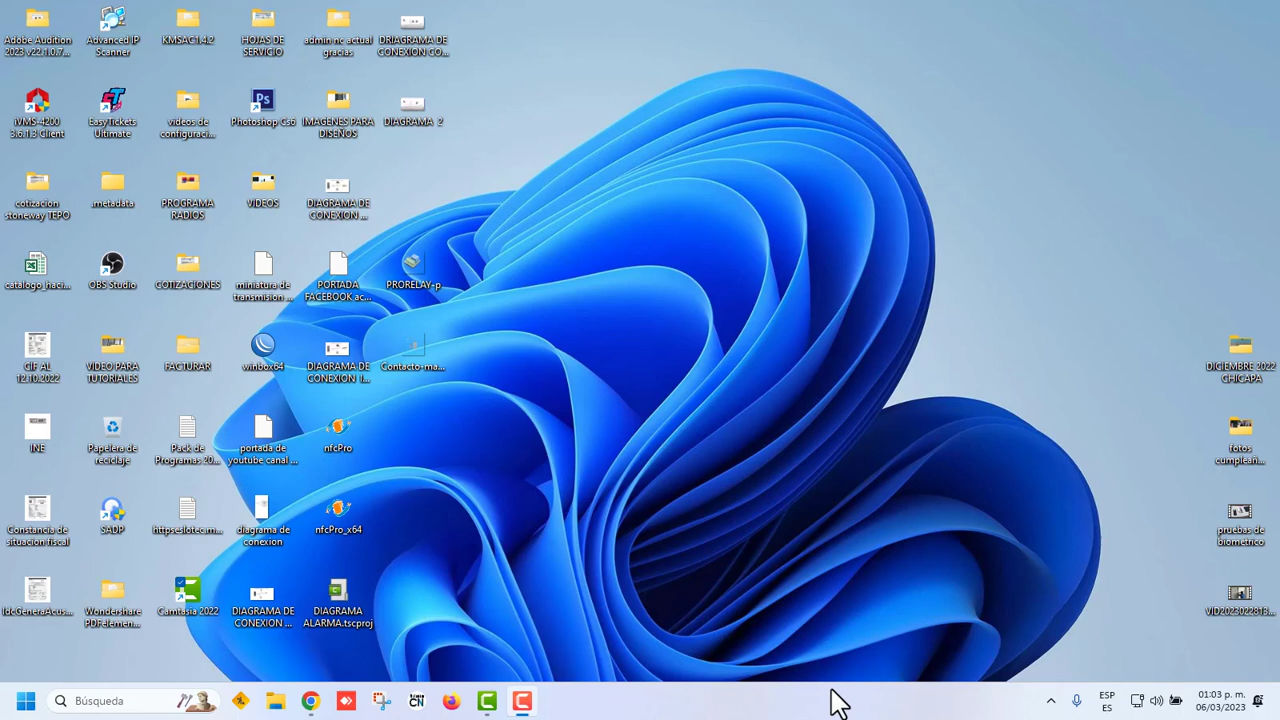 Adobe Audition
2023 v22.1.0.7...
Advanced IP
Scanner
KMSAC1.4.2
HOJAS DE
SERVICIO
admin nc actual
gracias
DRIAGRAMA DE
CONEXION CO...
iVMS-4200
3.6.1.3 Client
EasyTickets
Ultimate
videos de
configuraci...
Photoshop Cs6
IMAGENES PARA
DISEÑOS
DIAGRAMA 2
cotizacion
stoneway TEPO
.metadata
PROGRAMA
RADIOS
VIDEOS
DIAGRAMA DE
CONEXION ...
catalogo_naci...
OBS Studio
COTIZACIONES
miniatura de
transmision ...
PORTADA
FACEBOOK ac...
PRORELAY-p
CIF AL
12.10.2022
VIDEO PARA
TUTORIALES
FACTURAR
winbox64
DIAGRAMA DE
CONEXION I...
Contacto-ma...
DICIEMBRE 2022
CHICAPA
INE
Papelera de
reciclaje
Pack de
Programas 20...
portada de
youtube canal ...
nfcPro
fotos
cumplean...
Constancia de
situacion fiscal
SADP
httpseslotecam...
diagrama de
conexion
nfcPro_x64
pruebas de
biometrico
IdcGeneraAcus...
Wondershare
PDFelemen...
Camtasia 2022
DIAGRAMA DE
CONEXION ...
DIAGRAMA
ALARMA.tscproj
VID2023022813...
Búsqueda
CN
ESP
ES
01:03 p. m.
06/03/2023